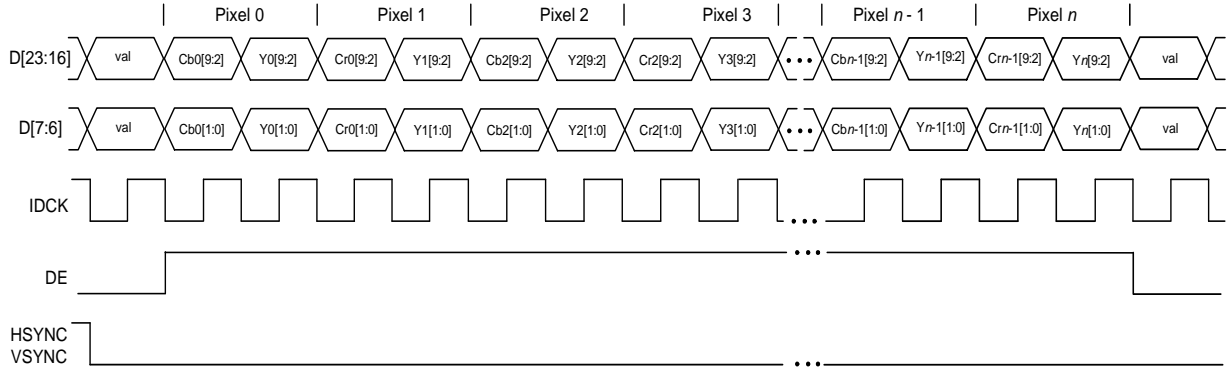 Pixel 0 Pixel 1 Pixel 2 Pixel 3 Pixel n - 1 Pixel n
D[23:16] val Cb0[9:2] Y0[9:2] Cr0[9:2] Y1[9:2] Cb2[9:2] Y2[9:2] Cr2[9:2] Y3[9:2] ••• Cbn-1[9:2] Yn-1[9:2] Crn-1[9:2] Yn[9:2] val
D[7:6] val Cb0[1:0] Y0[1:0] Cr0[1:0] Y1[1:0] Cb2[1:0] Y2[1:0] Cr2[1:0] Y3[1:0] ••• Cbn-1[1:0] Yn-1[1:0] Crn-1[1:0] Yn[1:0] val
IDCK •••
DE •••
HSYNC
VSYNC •••